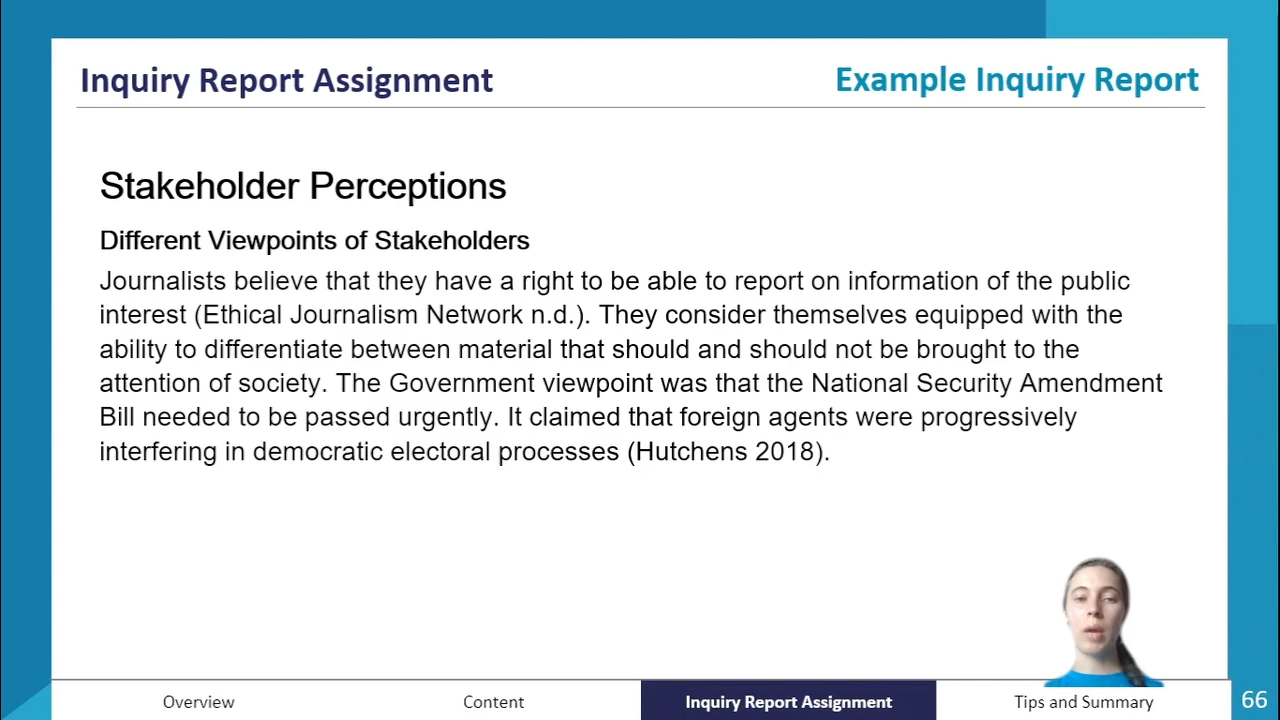 Inquiry Report Assignment
Example Inquiry Report
Stakeholder Perceptions
Different Viewpoints of Stakeholders
Journalists believe that they have a right to be able to report on information of the public
interest (Ethical Journalism Network n.d.). They consider themselves equipped with the
ability to differentiate between material that should and should not be brought to the
attention of society. The Government viewpoint was that the National Security Amendment
Bill needed to be passed urgently. It claimed that foreign agents were progressively
interfering in democratic electoral processes (Hutchens 2018).
Overview
Content
Inquiry Report Assignment
Tips and Summary
66